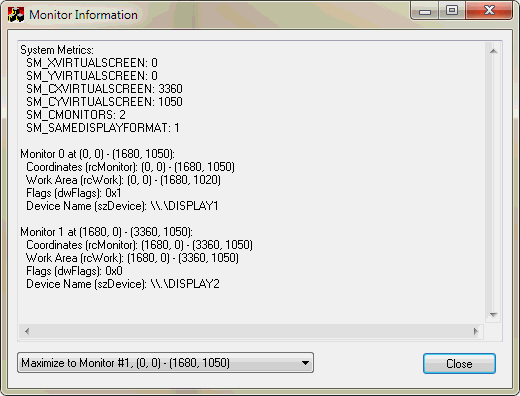 Monitor Information
System Metrics:
SM_XVIRTUALSCREEN: 0
SM_YVIRTUALSCREEN: 0
SM_CXVIRTUALSCREEN: 3360
SM_CYVIRTUALSCREEN: 1050
SM_CMONITORS: 2
SM_SAMEDISPLAYFORMAT: 1
Monitor 0 at (0, 0) - (1680, 1050):
Coordinates (rcMonitor): (0, 0) - (1680, 1050)
Work Area (rcWork): (0, 0) - (1680, 1020)
Flags (dwFlags): 0x1
Device Name (szDevice): \\.\DISPLAY1
Monitor 1 at (1680, 0) - (3360, 1050):
Coordinates (rcMonitor): (1680, 0) - (3360, 1050)
Work Area (rcWork): (1680, 0) - (3360, 1050)
Flags (dwFlags): 0x0
Device Name (szDevice): \\.\DISPLAY2
Maximize to Monitor #1, (0, 0) - (1680, 1050)
Close